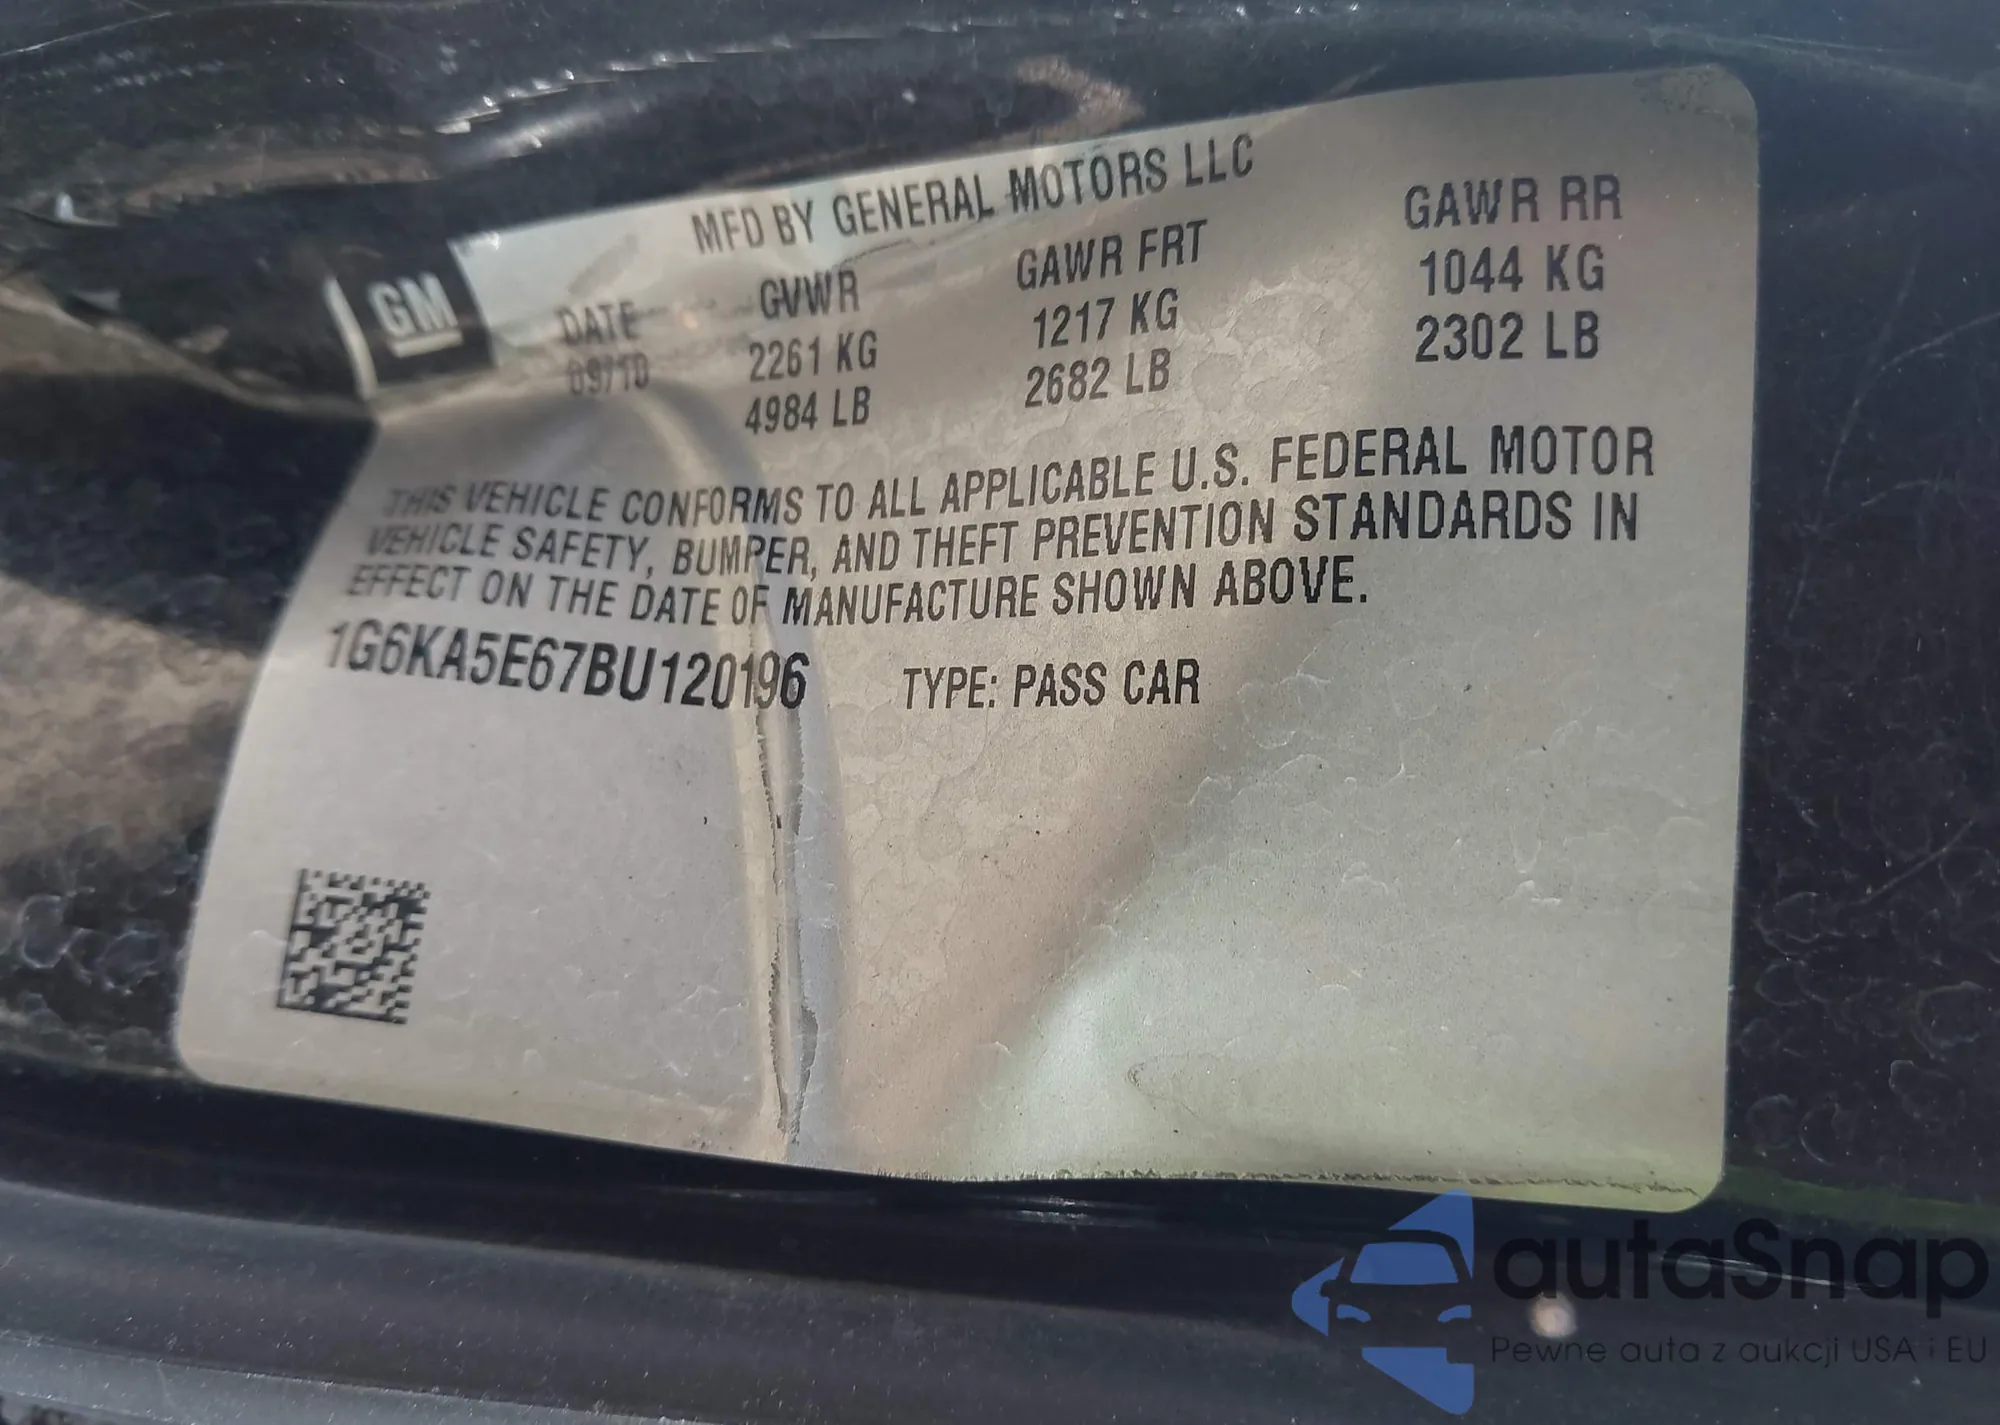 MFD BY GENERAL MOTORS LLC
GM
DATE GVWR GAWR FRT GAWR RR
09/10 2261 KG 1217 KG 1044 KG
4984 LB 2682 LB 2302 LB
THIS VEHICLE CONFORMS TO ALL APPLICABLE U.S. FEDERAL MOTOR
VEHICLE SAFETY, BUMPER, AND THEFT PREVENTION STANDARDS IN
EFFECT ON THE DATE OF MANUFACTURE SHOWN ABOVE.
1G6KA5E67BU120196 TYPE: PASS CAR
autaSnap
Pewne auta z aukcji USA i EU